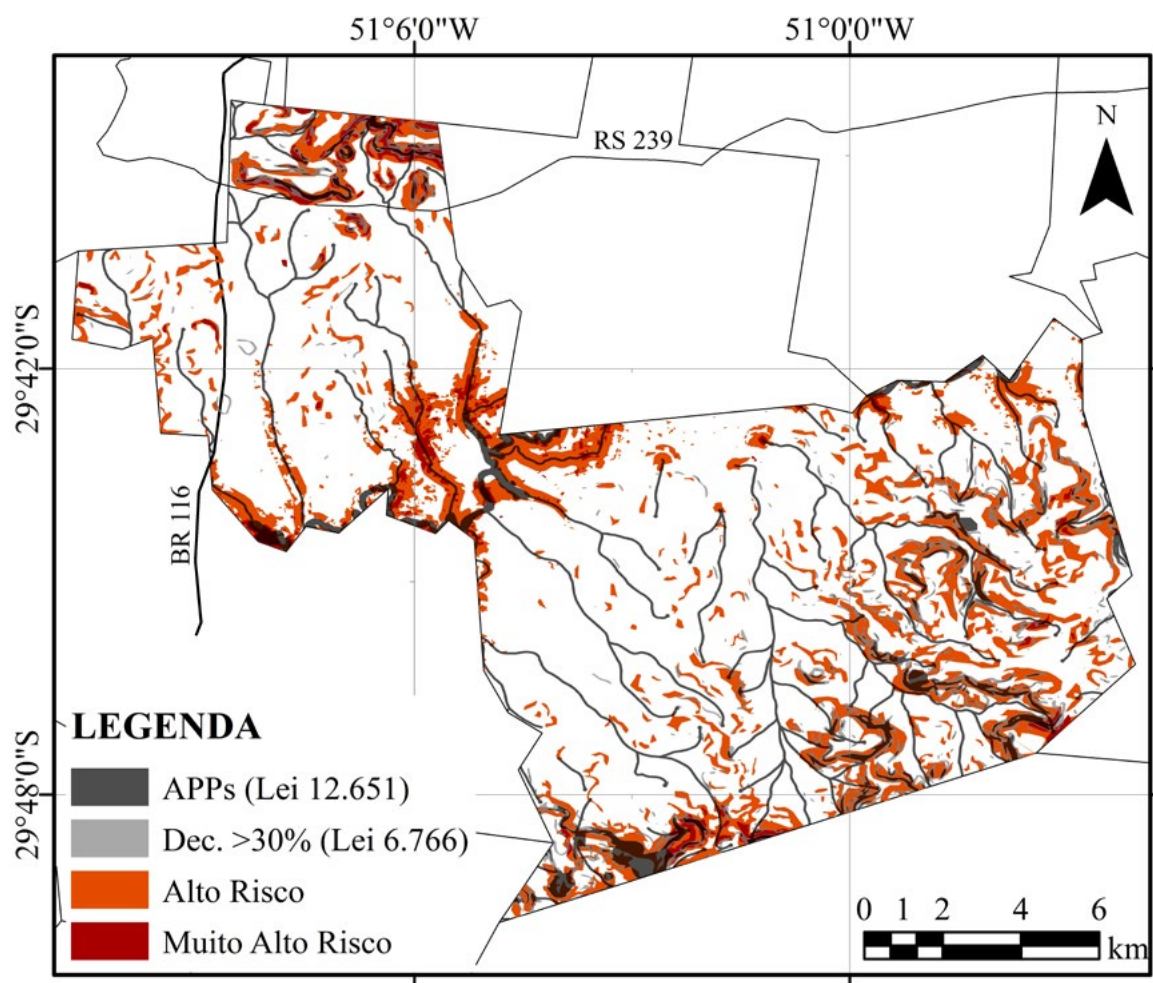 51°6'0"W
51°0'0"W
N
RS 239
29°42'0"S
BR 116
29°48'0"S
LEGENDA
APPs (Lei 12.651)
Dec. >30% (Lei 6.766)
Alto Risco
Muito Alto Risco
0 1 2 4 6
km